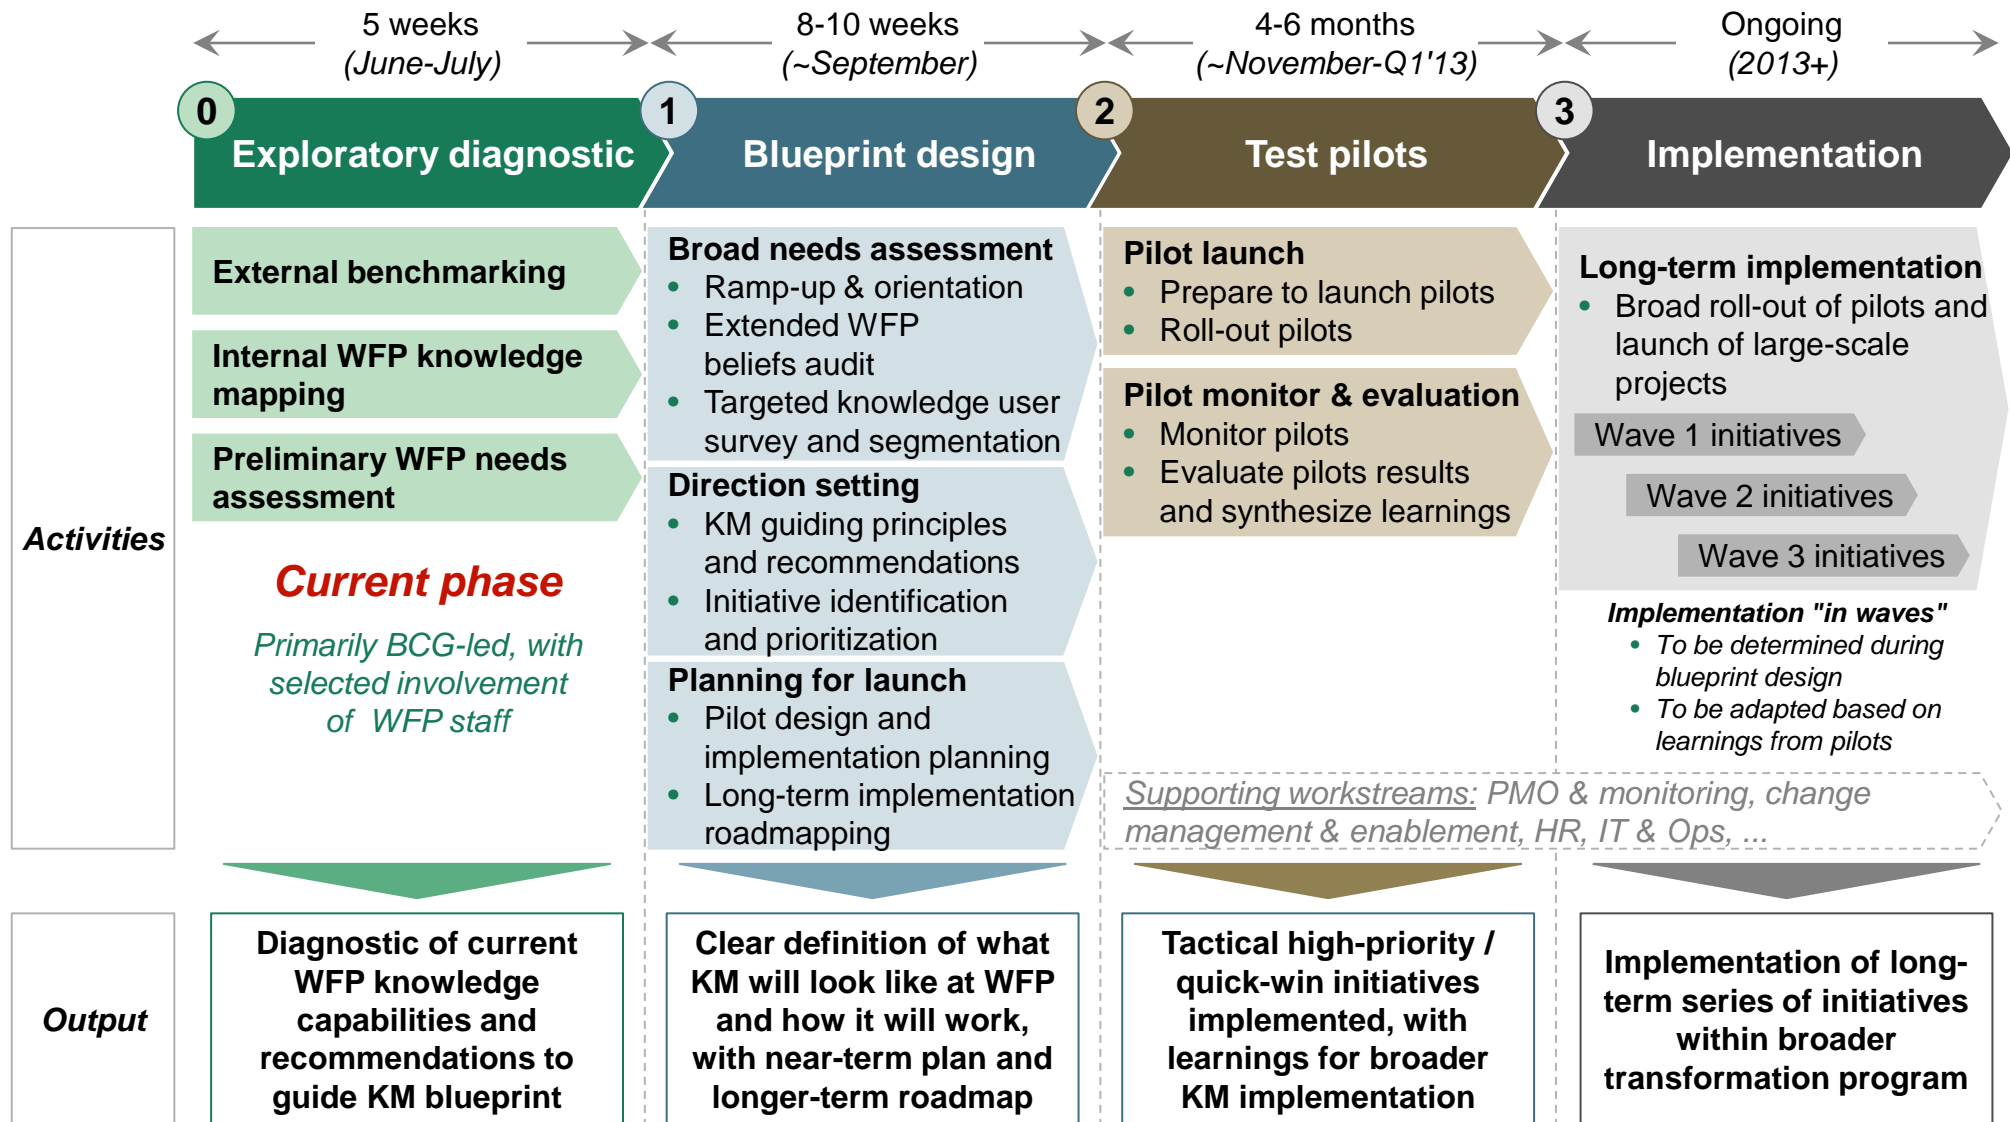 5 weeks
(June-July)
8-10 weeks
(~September)
4-6 months
(~November-Q1'13)
Ongoing
(2013+)
0
Exploratory diagnostic
1
Blueprint design
2
Test pilots
3
Implementation
Activities
External benchmarking
Internal WFP knowledge
mapping
Preliminary WFP needs
assessment
Current phase
Primarily BCG-led, with
selected involvement
of WFP staff
Broad needs assessment
• Ramp-up & orientation
• Extended WFP
beliefs audit
• Targeted knowledge user
survey and segmentation
Direction setting
• KM guiding principles
and recommendations
• Initiative identification
and prioritization
Planning for launch
• Pilot design and
implementation planning
• Long-term implementation
roadmapping
Pilot launch
• Prepare to launch pilots
• Roll-out pilots
Pilot monitor & evaluation
• Monitor pilots
• Evaluate pilots results
and synthesize learnings
Long-term implementation
• Broad roll-out of pilots and
launch of large-scale
projects
Wave 1 initiatives
Wave 2 initiatives
Wave 3 initiatives
Implementation "in waves"
• To be determined during
blueprint design
• To be adapted based on
learnings from pilots
Supporting workstreams: PMO & monitoring, change
management & enablement, HR, IT & Ops, ...
Output
Diagnostic of current
WFP knowledge
capabilities and
recommendations to
guide KM blueprint
Clear definition of what
KM will look like at WFP
and how it will work,
with near-term plan and
longer-term roadmap
Tactical high-priority /
quick-win initiatives
implemented, with
learnings for broader
KM implementation
Implementation of long-
term series of initiatives
within broader
transformation program